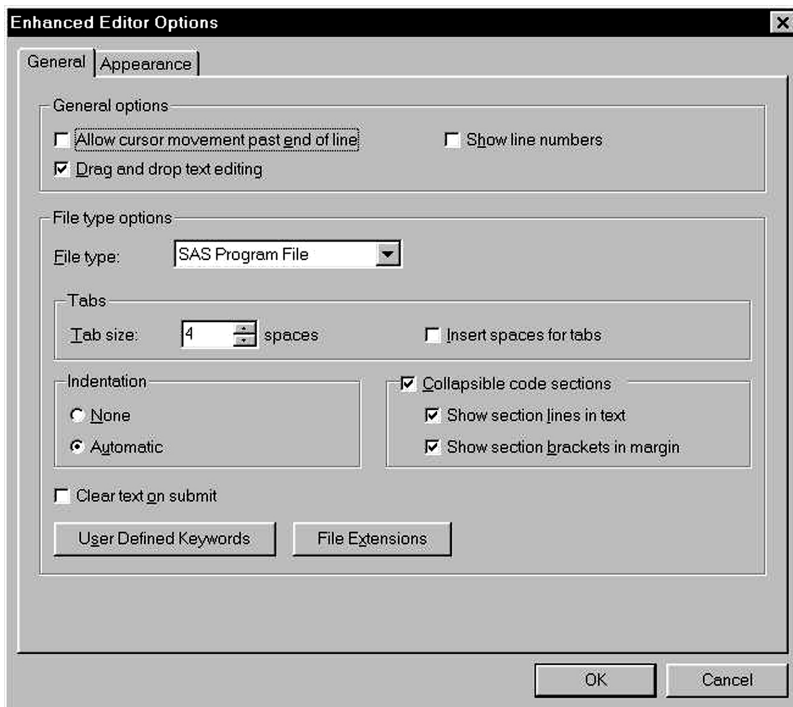 Enhanced Editor Options
General Appearance
General options
Allow cursor movement past end of line Show line numbers
Drag and drop text editing
File type options
File type: SAS Program File
Tabs
Tab size: 4 spaces Insert spaces for tabs
Indentation Collapsible code sections
None Show section lines in text
Automatic Show section brackets in margin
Clear text on submit
User Defined Keywords File Extensions
OK Cancel